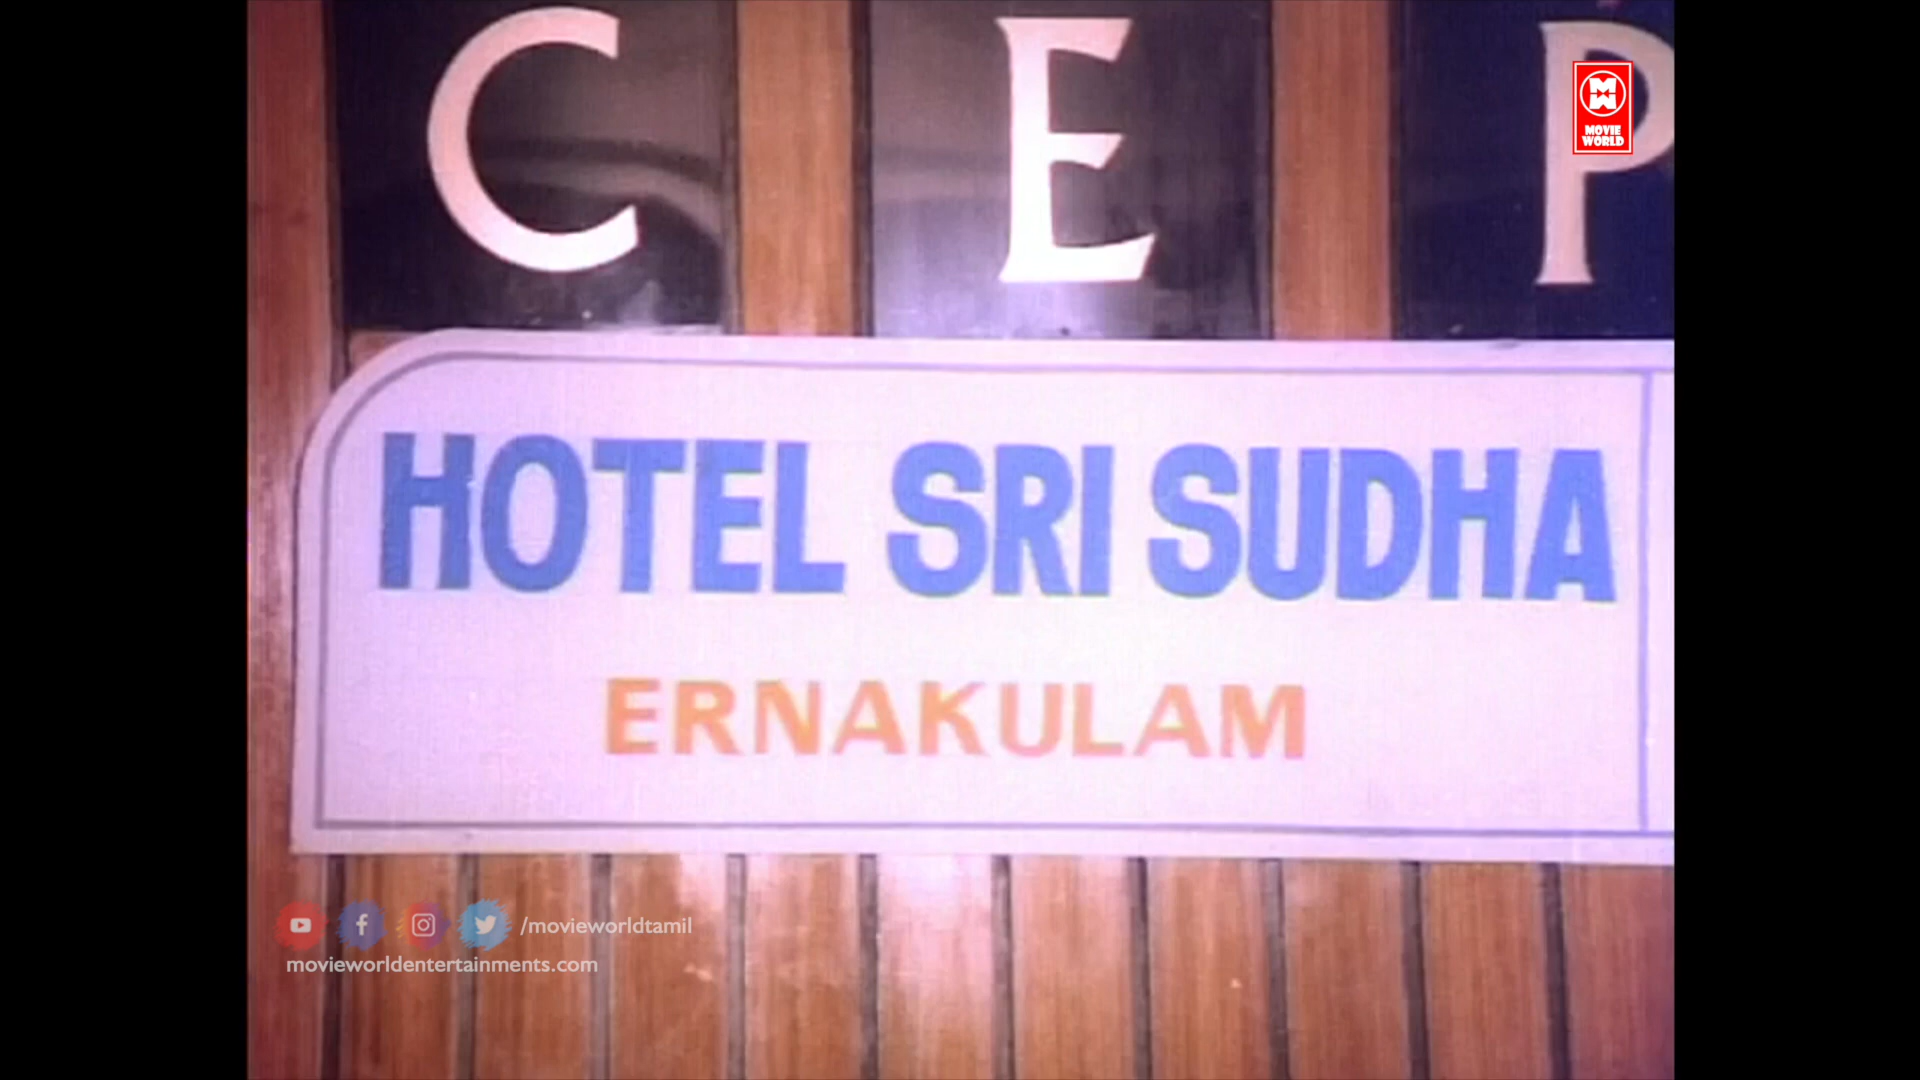 C E P
MOVIE
WORLD
HOTEL SRI SUDHA
ERNAKULAM
/movieworldtamil
movieworldentertainments.com